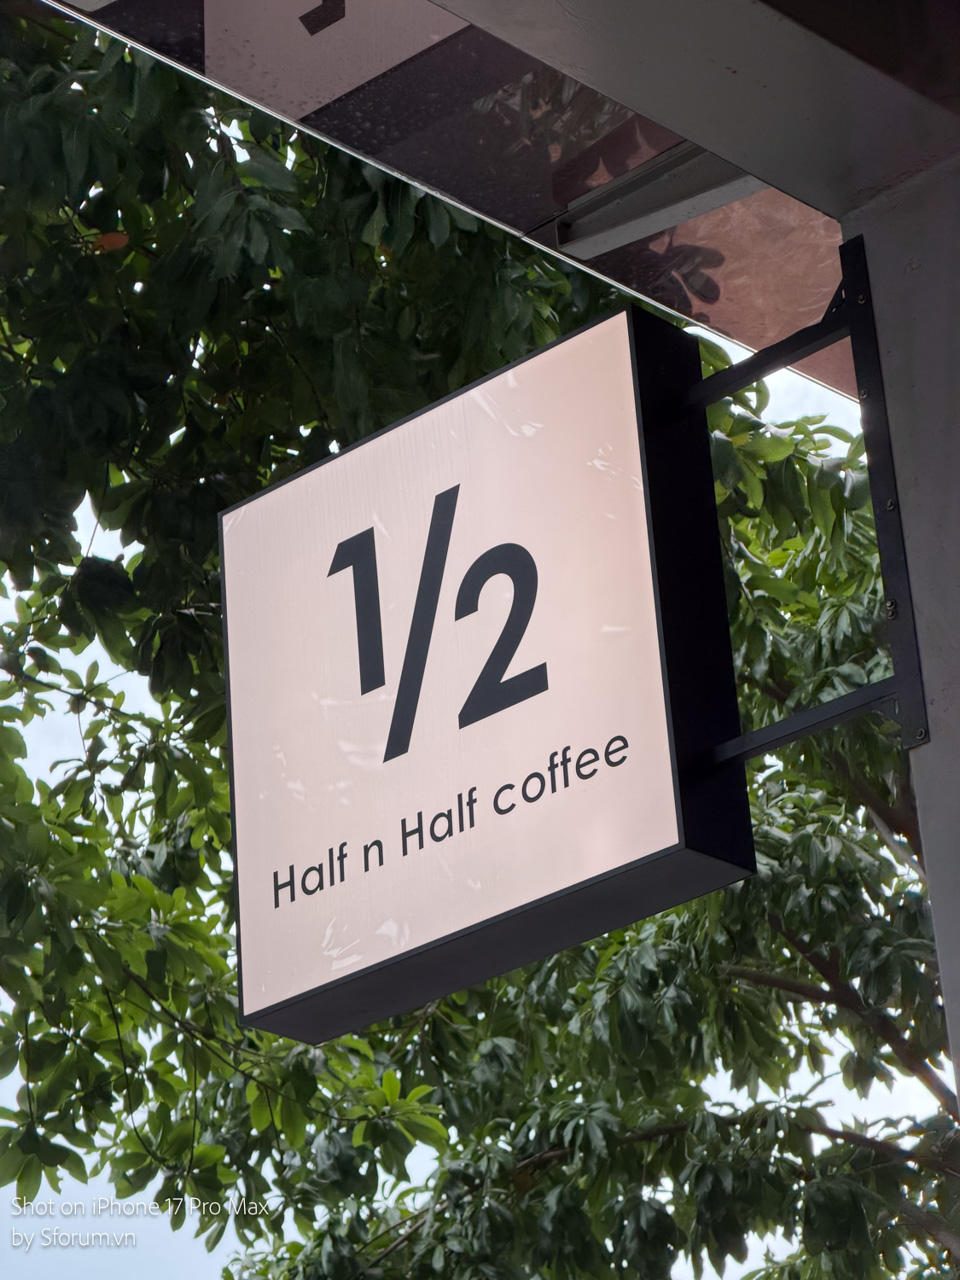 1/2
Half n Half coffee
Shot on iPhone 17 Pro Max
by Sforum.vn